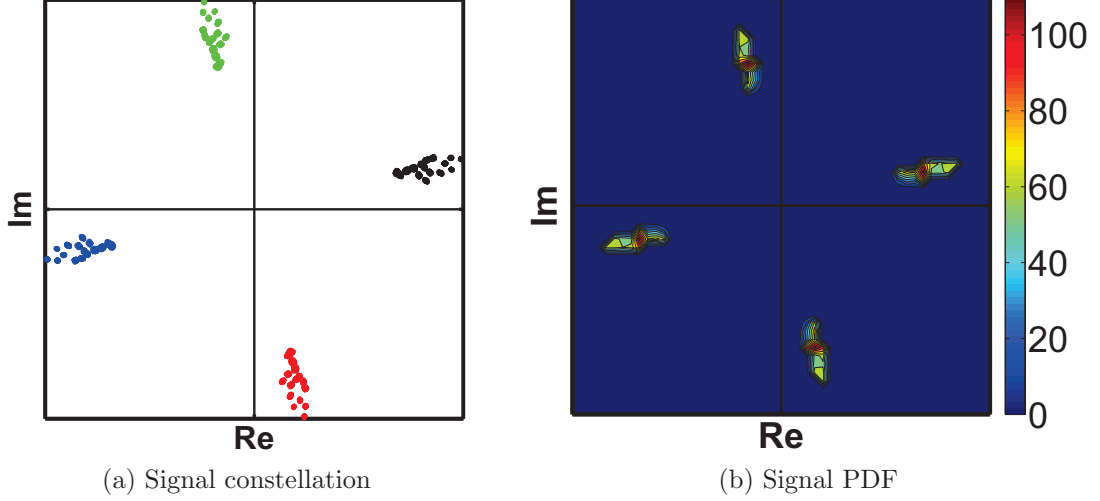 Im
Re
(a) Signal constellation
Im
Re
100
80
60
40
20
0
(b) Signal PDF